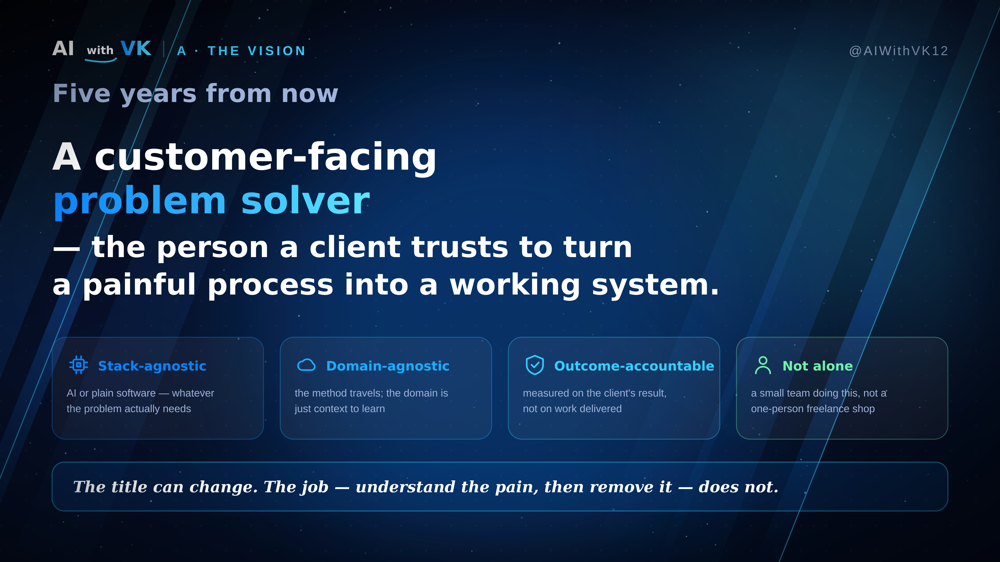 AI with VK | A · THE VISION
@AIWithVK12
Five years from now
A customer-facing
problem solver
— the person a client trusts to turn
a painful process into a working system.
Stack-agnostic
AI or plain software — whatever
the problem actually needs
Domain-agnostic
the method travels; the domain is
just context to learn
Outcome-accountable
measured on the client's result,
not on work delivered
Not alone
a small team doing this, not a
one-person freelance shop
The title can change. The job — understand the pain, then remove it — does not.